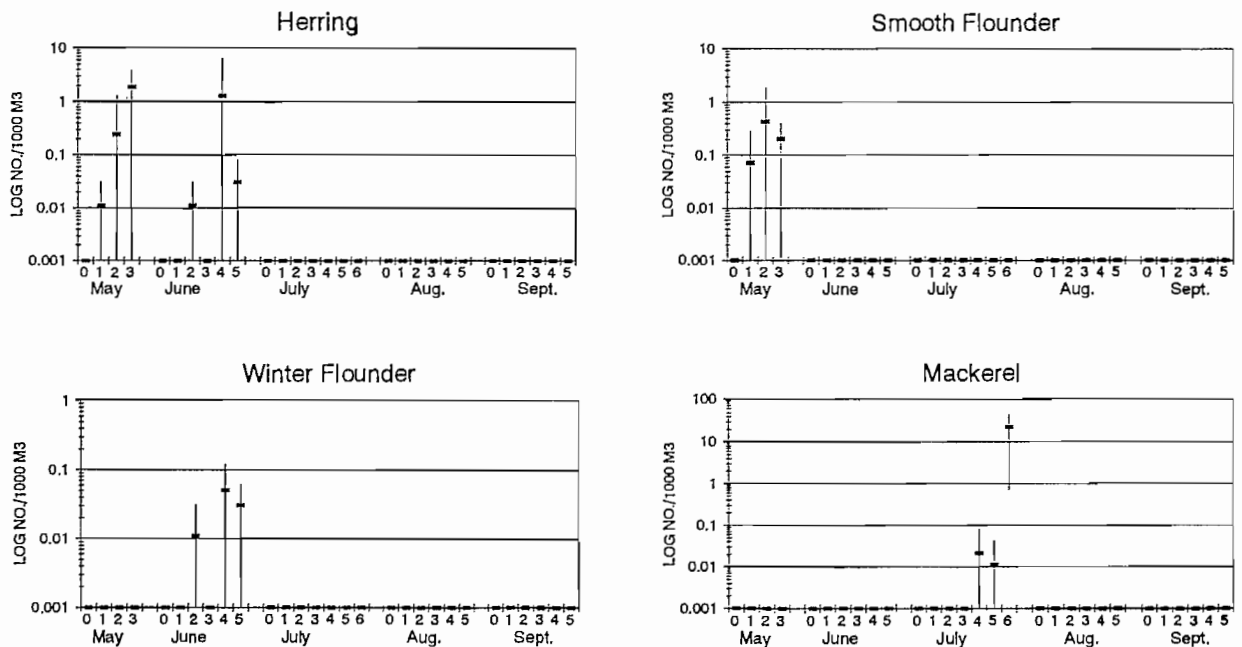 Herring
LOG NO./1000 M3
10
1
0.1
0.01
0.001
0 1 2 3 0 1 2 3 4 5 0 1 2 3 4 5 6 0 1 2 3 4 5 0 1 2 3 4 5
May June July Aug. Sept.
Smooth Flounder
LOG NO./1000 M3
10
1
0.1
0.01
0.001
0 1 2 3 0 1 2 3 4 5 0 1 2 3 4 5 6 0 1 2 3 4 5 0 1 2 3 4 5
May June July Aug. Sept.
Winter Flounder
LOG NO./1000 M3
1
0.1
0.01
0.001
0 1 2 3 0 1 2 3 4 5 0 1 2 3 4 5 6 0 1 2 3 4 5 0 1 2 3 4 5
May June July Aug. Sept.
Mackerel
LOG NO./1000 M3
100
10
1
0.1
0.01
0.001
0 1 2 3 0 1 2 3 4 5 0 1 2 3 4 5 6 0 1 2 3 4 5 0 1 2 3 4 5
May June July Aug. Sept.